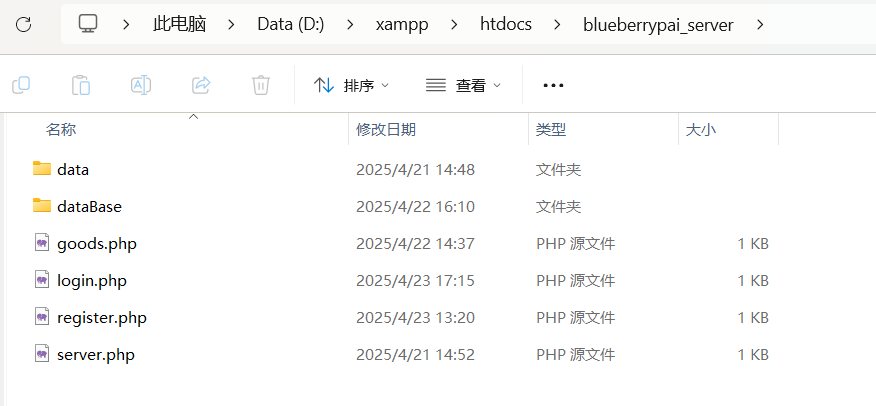 此电脑 Data (D:) xampp htdocs blueberrypai_server
排序 查看
名称 修改日期 类型 大小
data 2025/4/21 14:48 文件夹
dataBase 2025/4/22 16:10 文件夹
goods.php 2025/4/22 14:37 PHP 源文件 1 KB
login.php 2025/4/23 17:15 PHP 源文件 1 KB
register.php 2025/4/23 13:20 PHP 源文件 1 KB
server.php 2025/4/21 14:52 PHP 源文件 1 KB